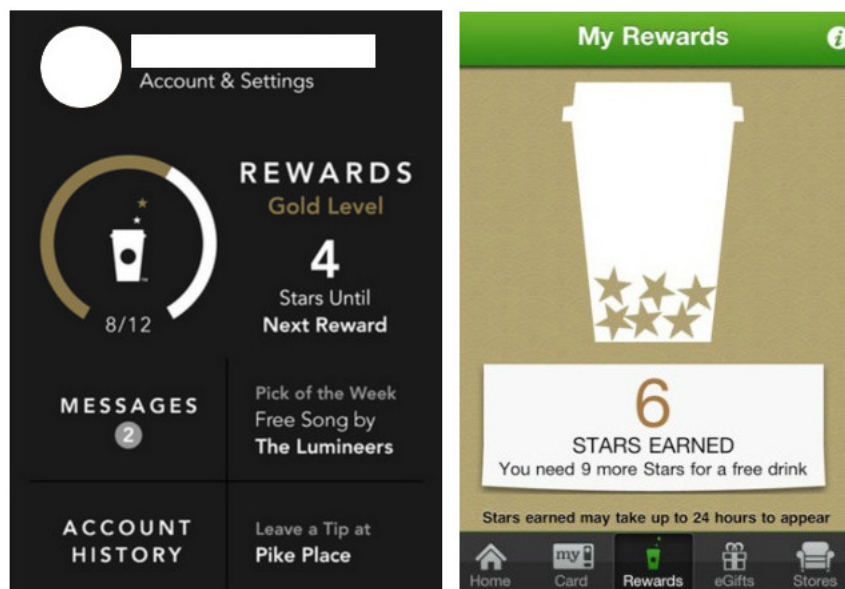 Account & Settings
REWARDS
Gold Level
4
Stars Until
Next Reward
8/12
MESSAGES
2
Pick of the Week
Free Song by
The Lumineers
ACCOUNT
HISTORY
Leave a Tip at
Pike Place
My Rewards
i
6
STARS EARNED
You need 9 more Stars for a free drink
Stars earned may take up to 24 hours to appear
my
Home
Card
Rewards
eGifts
Stores